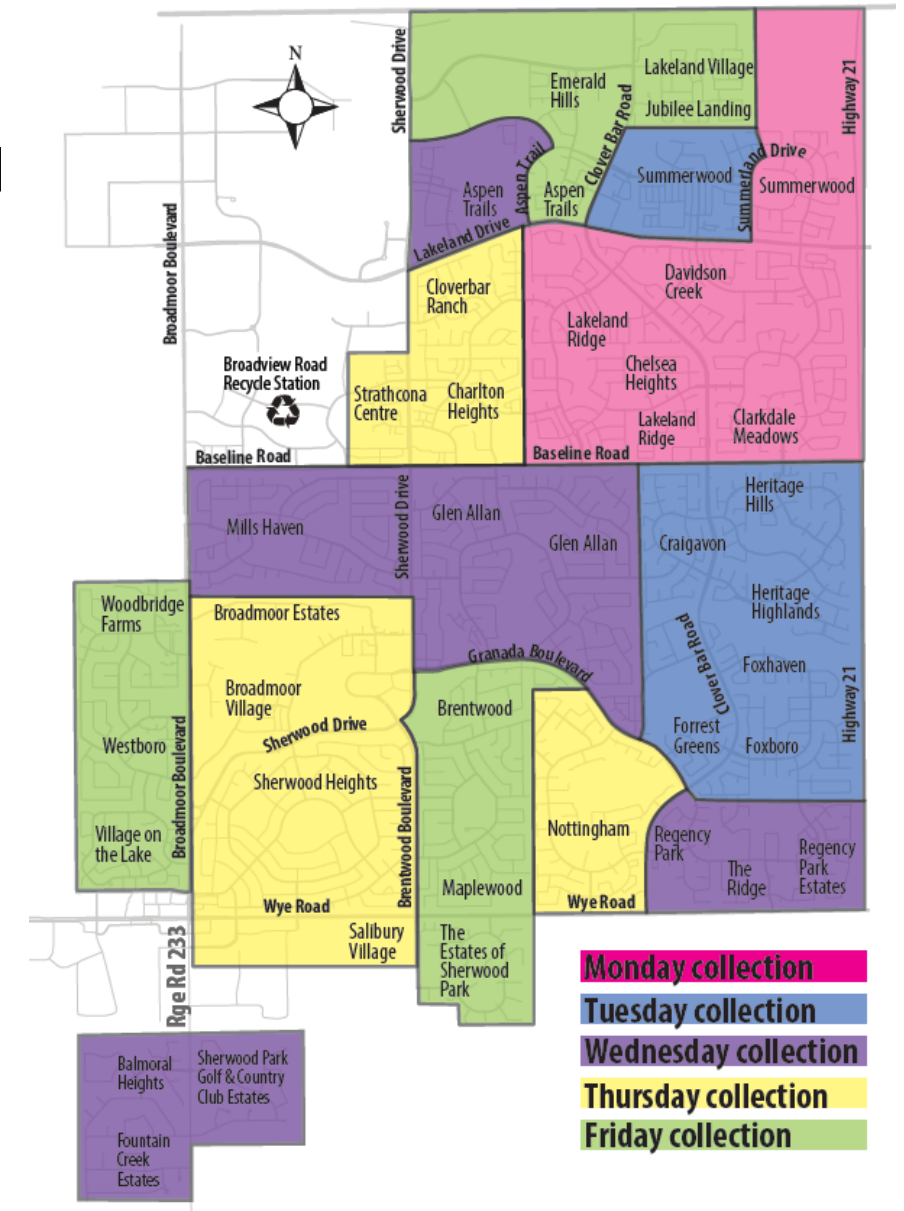 N
Sherwood Drive
Highway 21
Lakeland Village
Emerald
Hills
Jubilee Landing
Clover Bar Road
Summerland Drive
Aspen Trail
Summerwood
Summerwood
Aspen
Trails
Aspen
Trails
Lakeland Drive
Broadmoor Boulevard
Davidson
Creek
Cloverbar
Ranch
Lakeland
Ridge
Broadview Road
Recycle Station
Chelsea
Heights
Strathcona
Centre
Charlton
Heights
Lakeland
Ridge
Clarkdale
Meadows
Baseline Road
Baseline Road
Heritage
Hills
Sherwood Drive
Glen Allan
Mills Haven
Glen Allan
Craigavon
Woodbridge
Farms
Broadmoor Estates
Heritage
Highlands
Clover Bar Road
Granada Boulevard
Foxhaven
Highway 21
Broadmoor
Village
Brentwood
Sherwood Drive
Forrest
Greens
Foxboro
Westboro
Broadmoor Boulevard
Sherwood Heights
Brentwood Boulevard
Nottingham
Village on
the Lake
Regency
Park
The
Ridge
Regency
Park
Estates
Maplewood
Wye Road
Wye Road
Salibury
Village
The
Estates of
Sherwood
Park
Rge Rd 233
Monday collection
Tuesday collection
Wednesday collection
Thursday collection
Friday collection
Balmoral
Heights
Sherwood Park
Golf & Country
Club Estates
Fountain
Creek
Estates